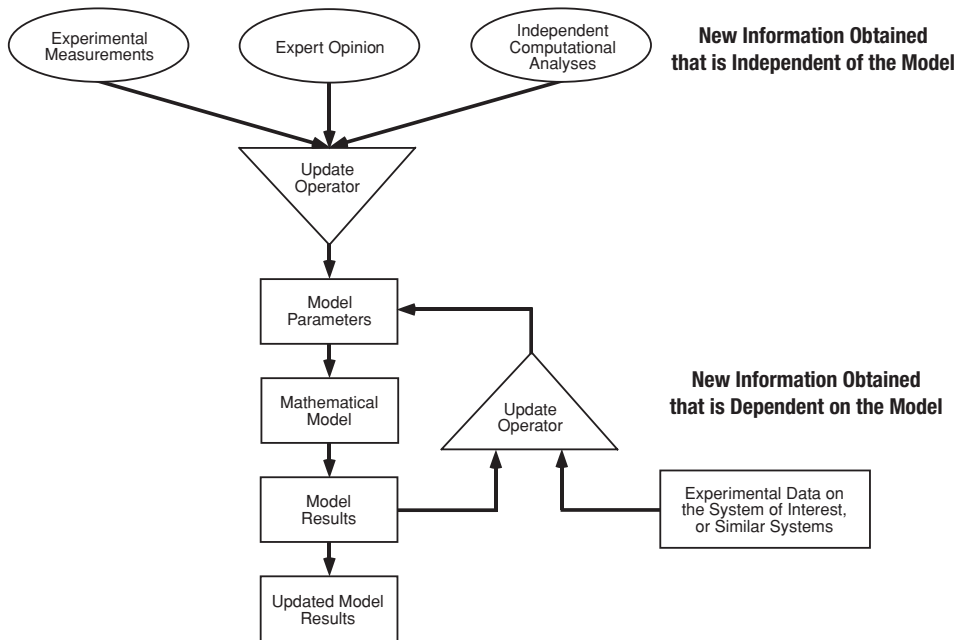 Experimental
Measurements
Expert Opinion
Independent
Computational
Analyses
New Information Obtained
that is Independent of the Model
Update
Operator
Model
Parameters
Mathematical
Model
Update
Operator
New Information Obtained
that is Dependent on the Model
Model
Results
Experimental Data on
the System of Interest,
or Similar Systems
Updated Model
Results